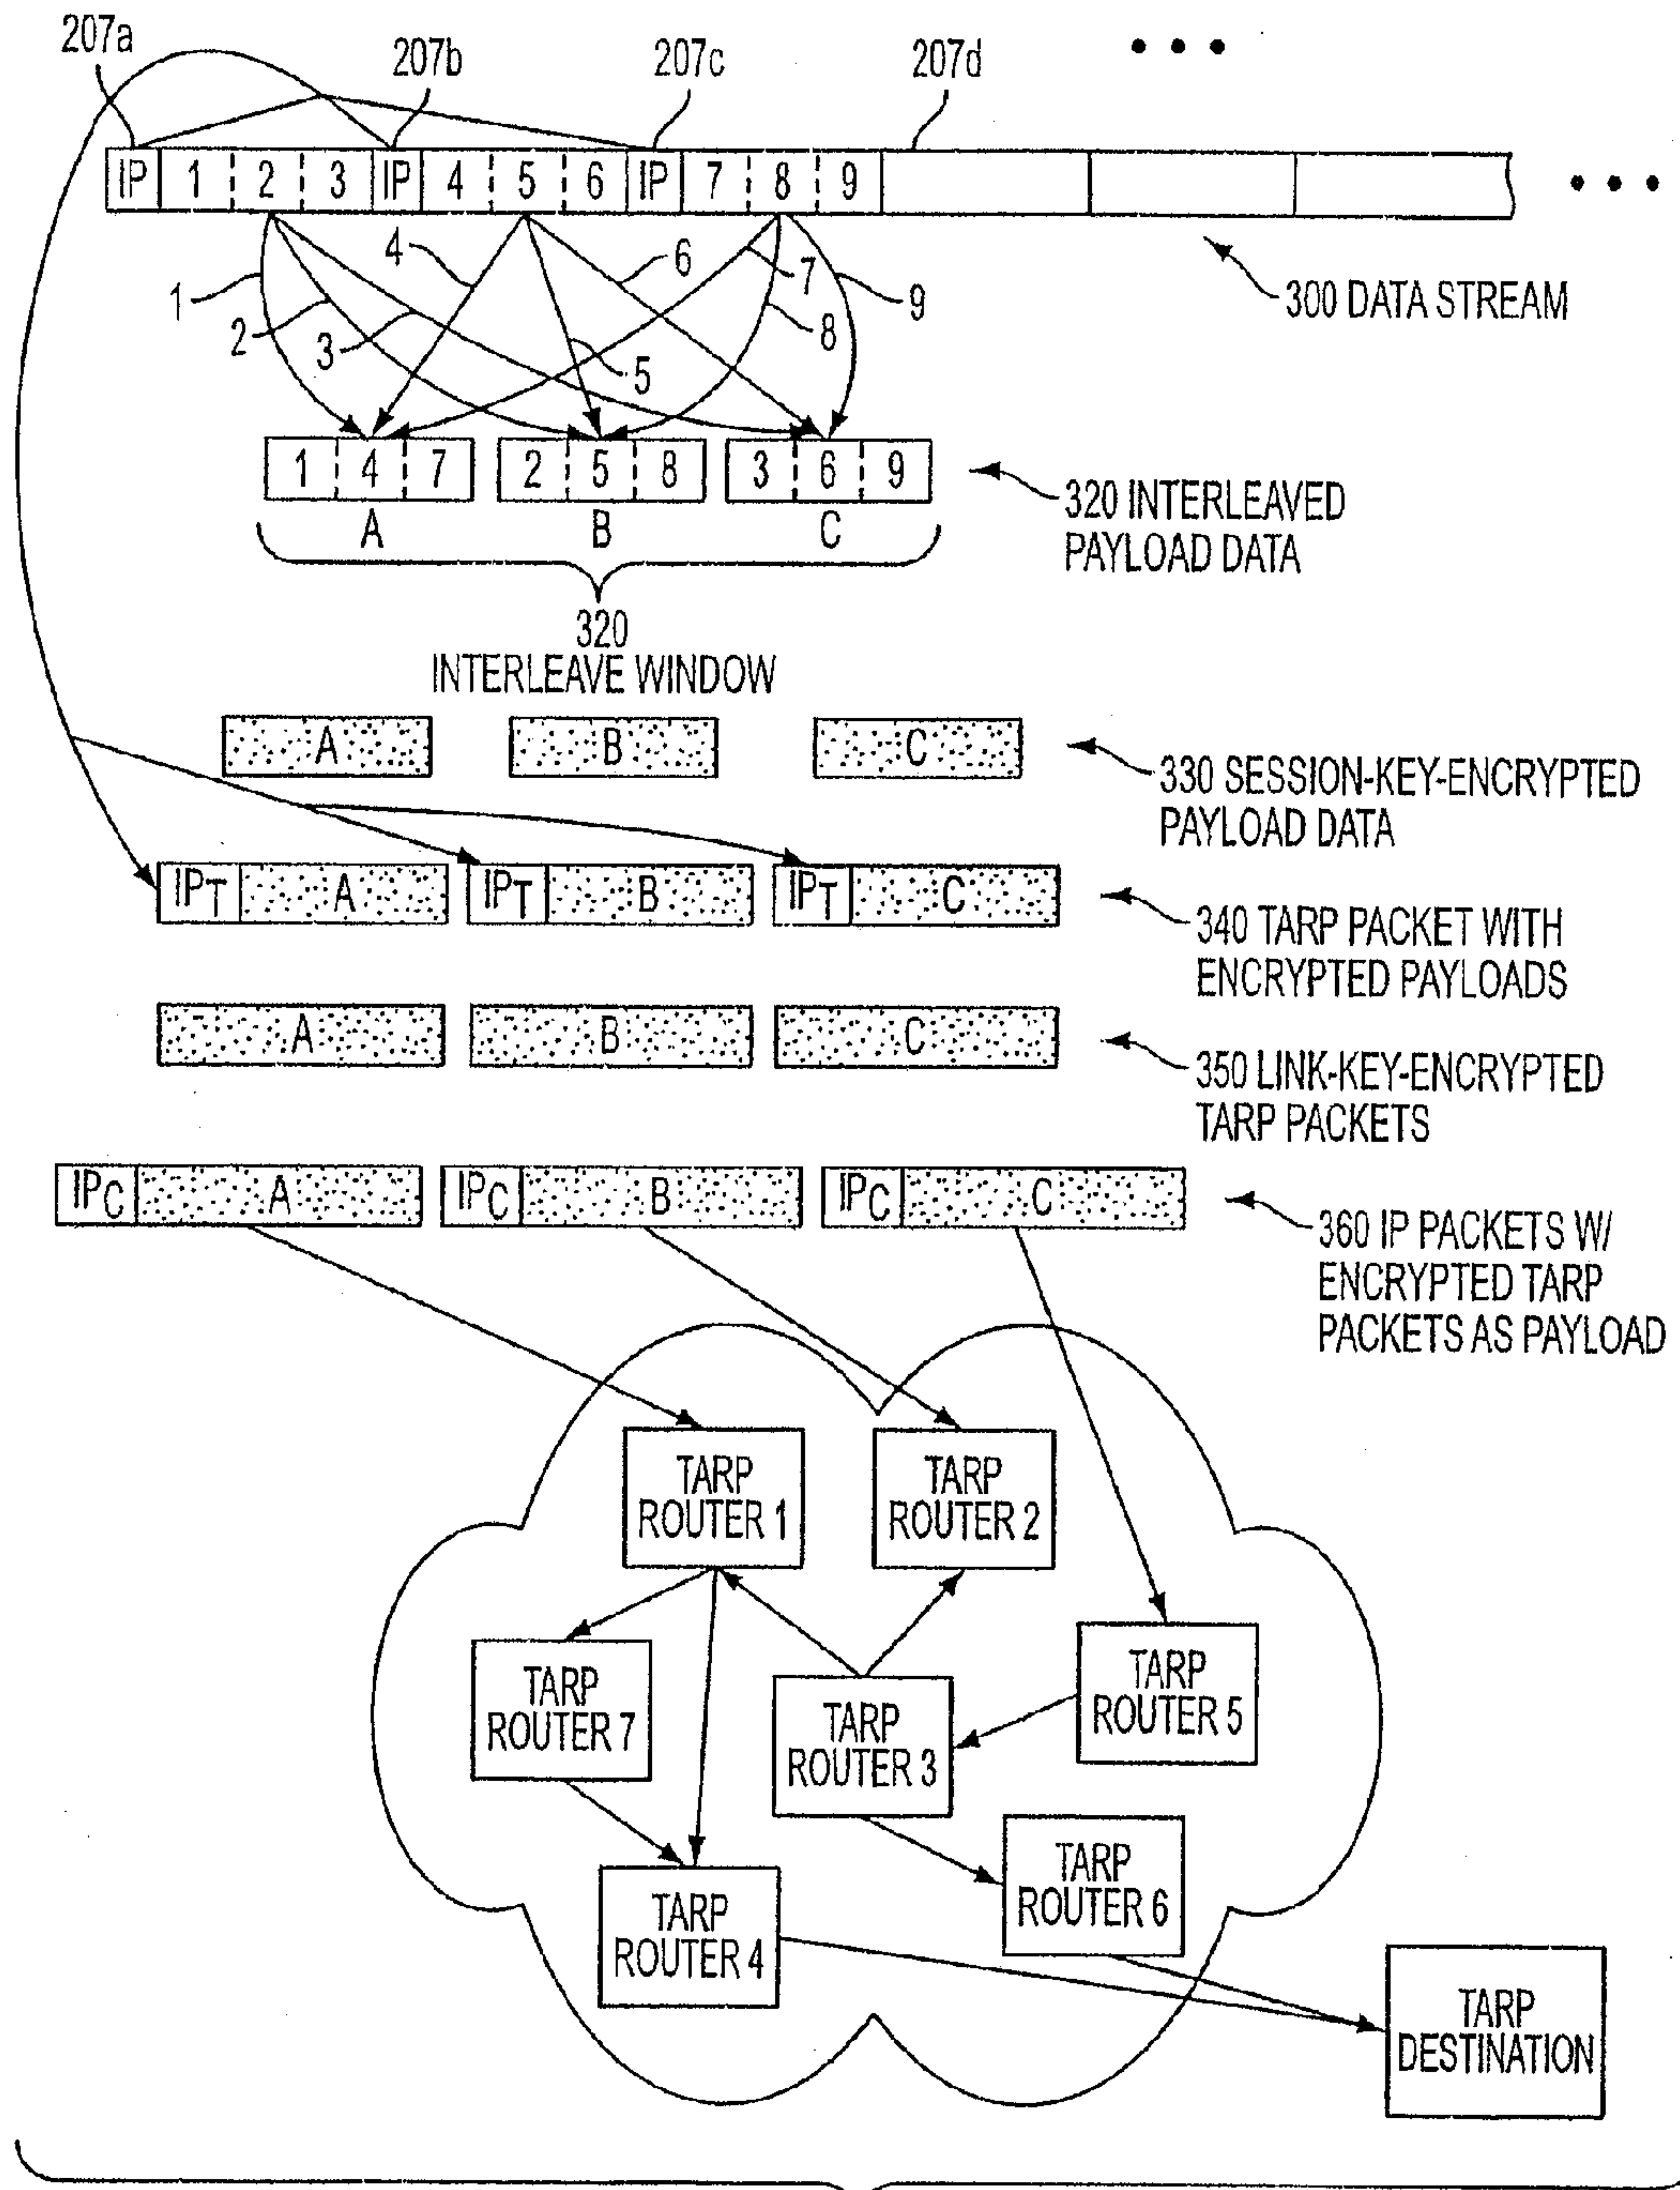 207a
207b
207c
207d
IP 1 2 3 IP 4 5 6 IP 7 8 9
1
2
3
4
5
6
7
8
9
300 DATA STREAM
1 4 7
2 5 8
3 6 9
A
B
C
320 INTERLEAVED
PAYLOAD DATA
320
INTERLEAVE WINDOW
A
B
C
330 SESSION-KEY-ENCRYPTED
PAYLOAD DATA
IPT A
IPT B
IPT C
340 TARP PACKET WITH
ENCRYPTED PAYLOADS
A
B
C
350 LINK-KEY-ENCRYPTED
TARP PACKETS
IPC A
IPC B
IPC C
360 IP PACKETS W/
ENCRYPTED TARP
PACKETS AS PAYLOAD
TARP
ROUTER 1
TARP
ROUTER 2
TARP
ROUTER 7
TARP
ROUTER 3
TARP
ROUTER 5
TARP
ROUTER 4
TARP
ROUTER 6
TARP
DESTINATION